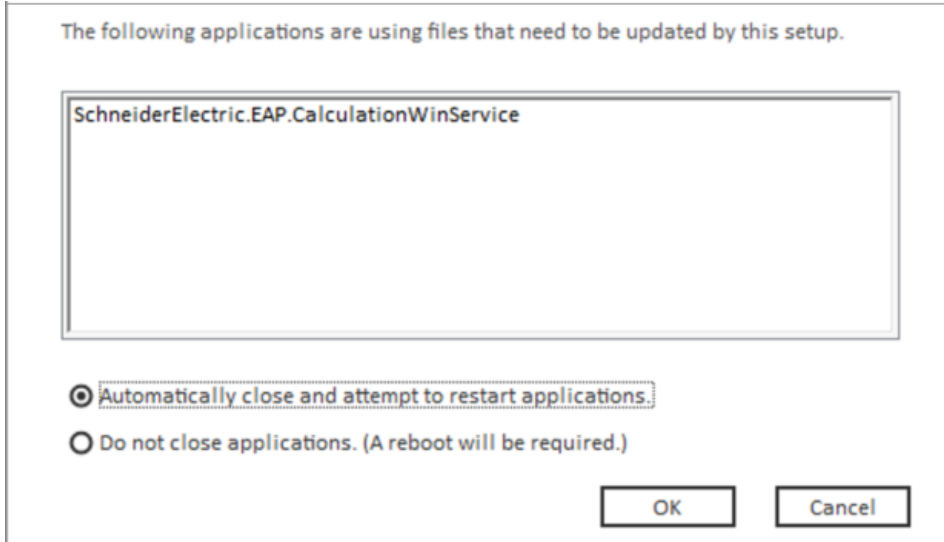 The following applications are using files that need to be updated by this setup.
SchneiderElectric.EAP.CalculationWinService
Automatically close and attempt to restart applications.
Do not close applications. (A reboot will be required.)
OK
Cancel